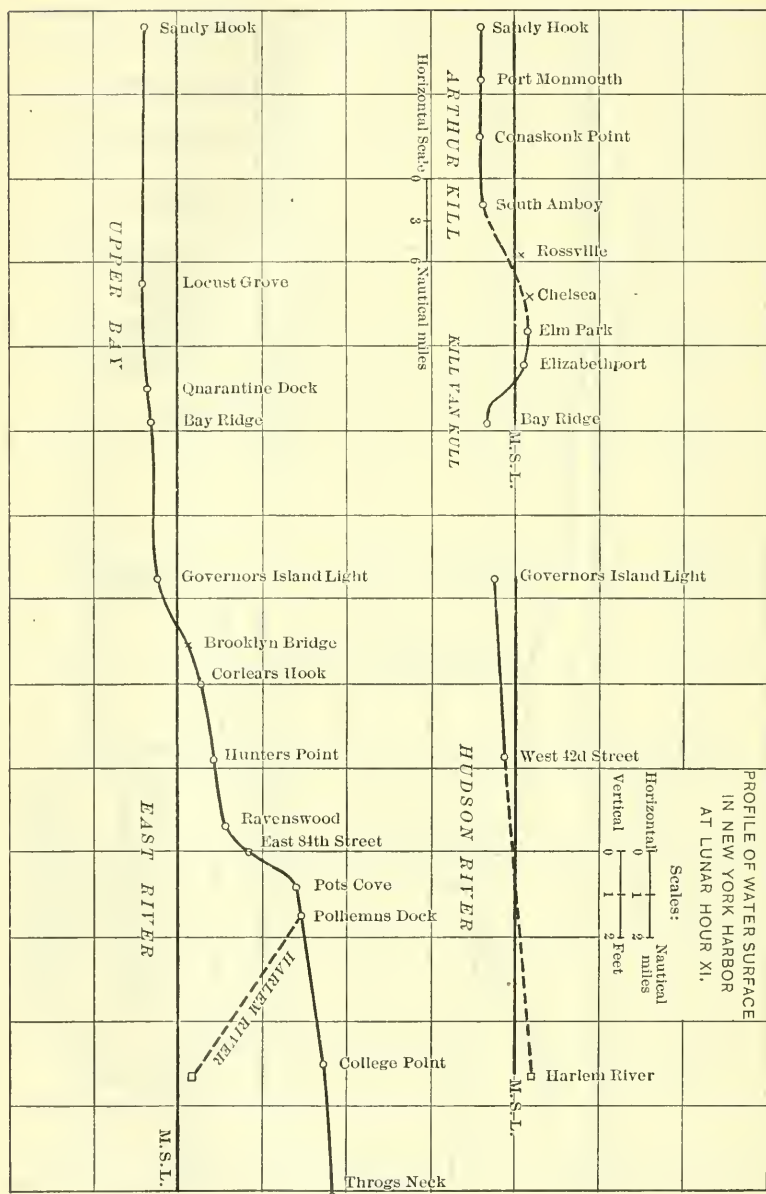 PROFILE OF WATER SURFACE
IN NEW YORK HARBOR
AT LUNAR HOUR XI.
Scales:
Horizontal 0 1 2 Nautical miles
Vertical 0 1 2 Feet
Sandy Hook
Port Monmouth
Conaskonk Point
South Amboy
Rossville
Chelsea
Elm Park
Elizabethport
Bay Ridge
M.S.L.
ARTHUR KILL
KILL VAN KULL
Horizontal Scale 0 3 6 Nautical miles
Governors Island Light
West 42d Street
Harlem River
M.S.L.
HUDSON RIVER
Sandy Hook
Locust Grove
Quarantine Dock
Bay Ridge
Governors Island Light
Brooklyn Bridge
Corlears Hook
Hunters Point
Ravenswood
East 84th Street
Pots Cove
Polhemus Dock
College Point
Throgs Neck
UPPER BAY
EAST RIVER
HARLEM RIVER
M.S.L.